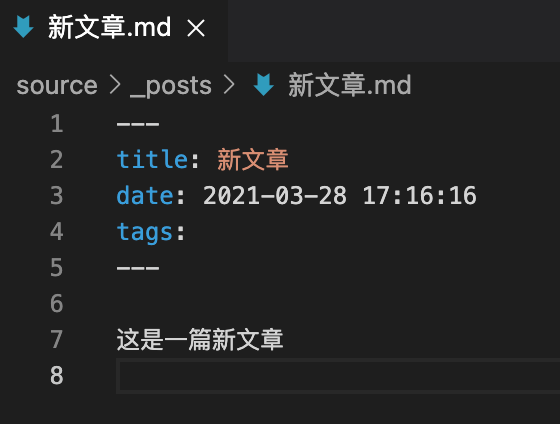 新文章.md ×
source > _posts > 新文章.md
1 ---
2 title: 新文章
3 date: 2021-03-28 17:16:16
4 tags:
5 ---
6
7 这是一篇新文章
8